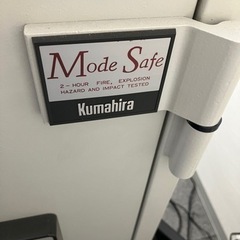 Mode Safe
2-HOUR FIRE, EXPLOSION
HAZARD AND IMPACT TESTED
Kumahira